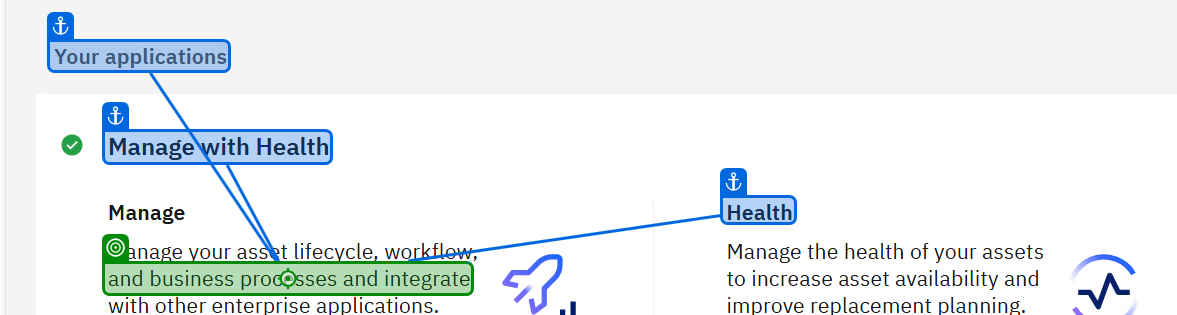 Your applications
Manage with Health
Manage
Manage your asset lifecycle, workflow,
and business processes and integrate
with other enterprise applications.
Health
Manage the health of your assets
to increase asset availability and
improve replacement planning.